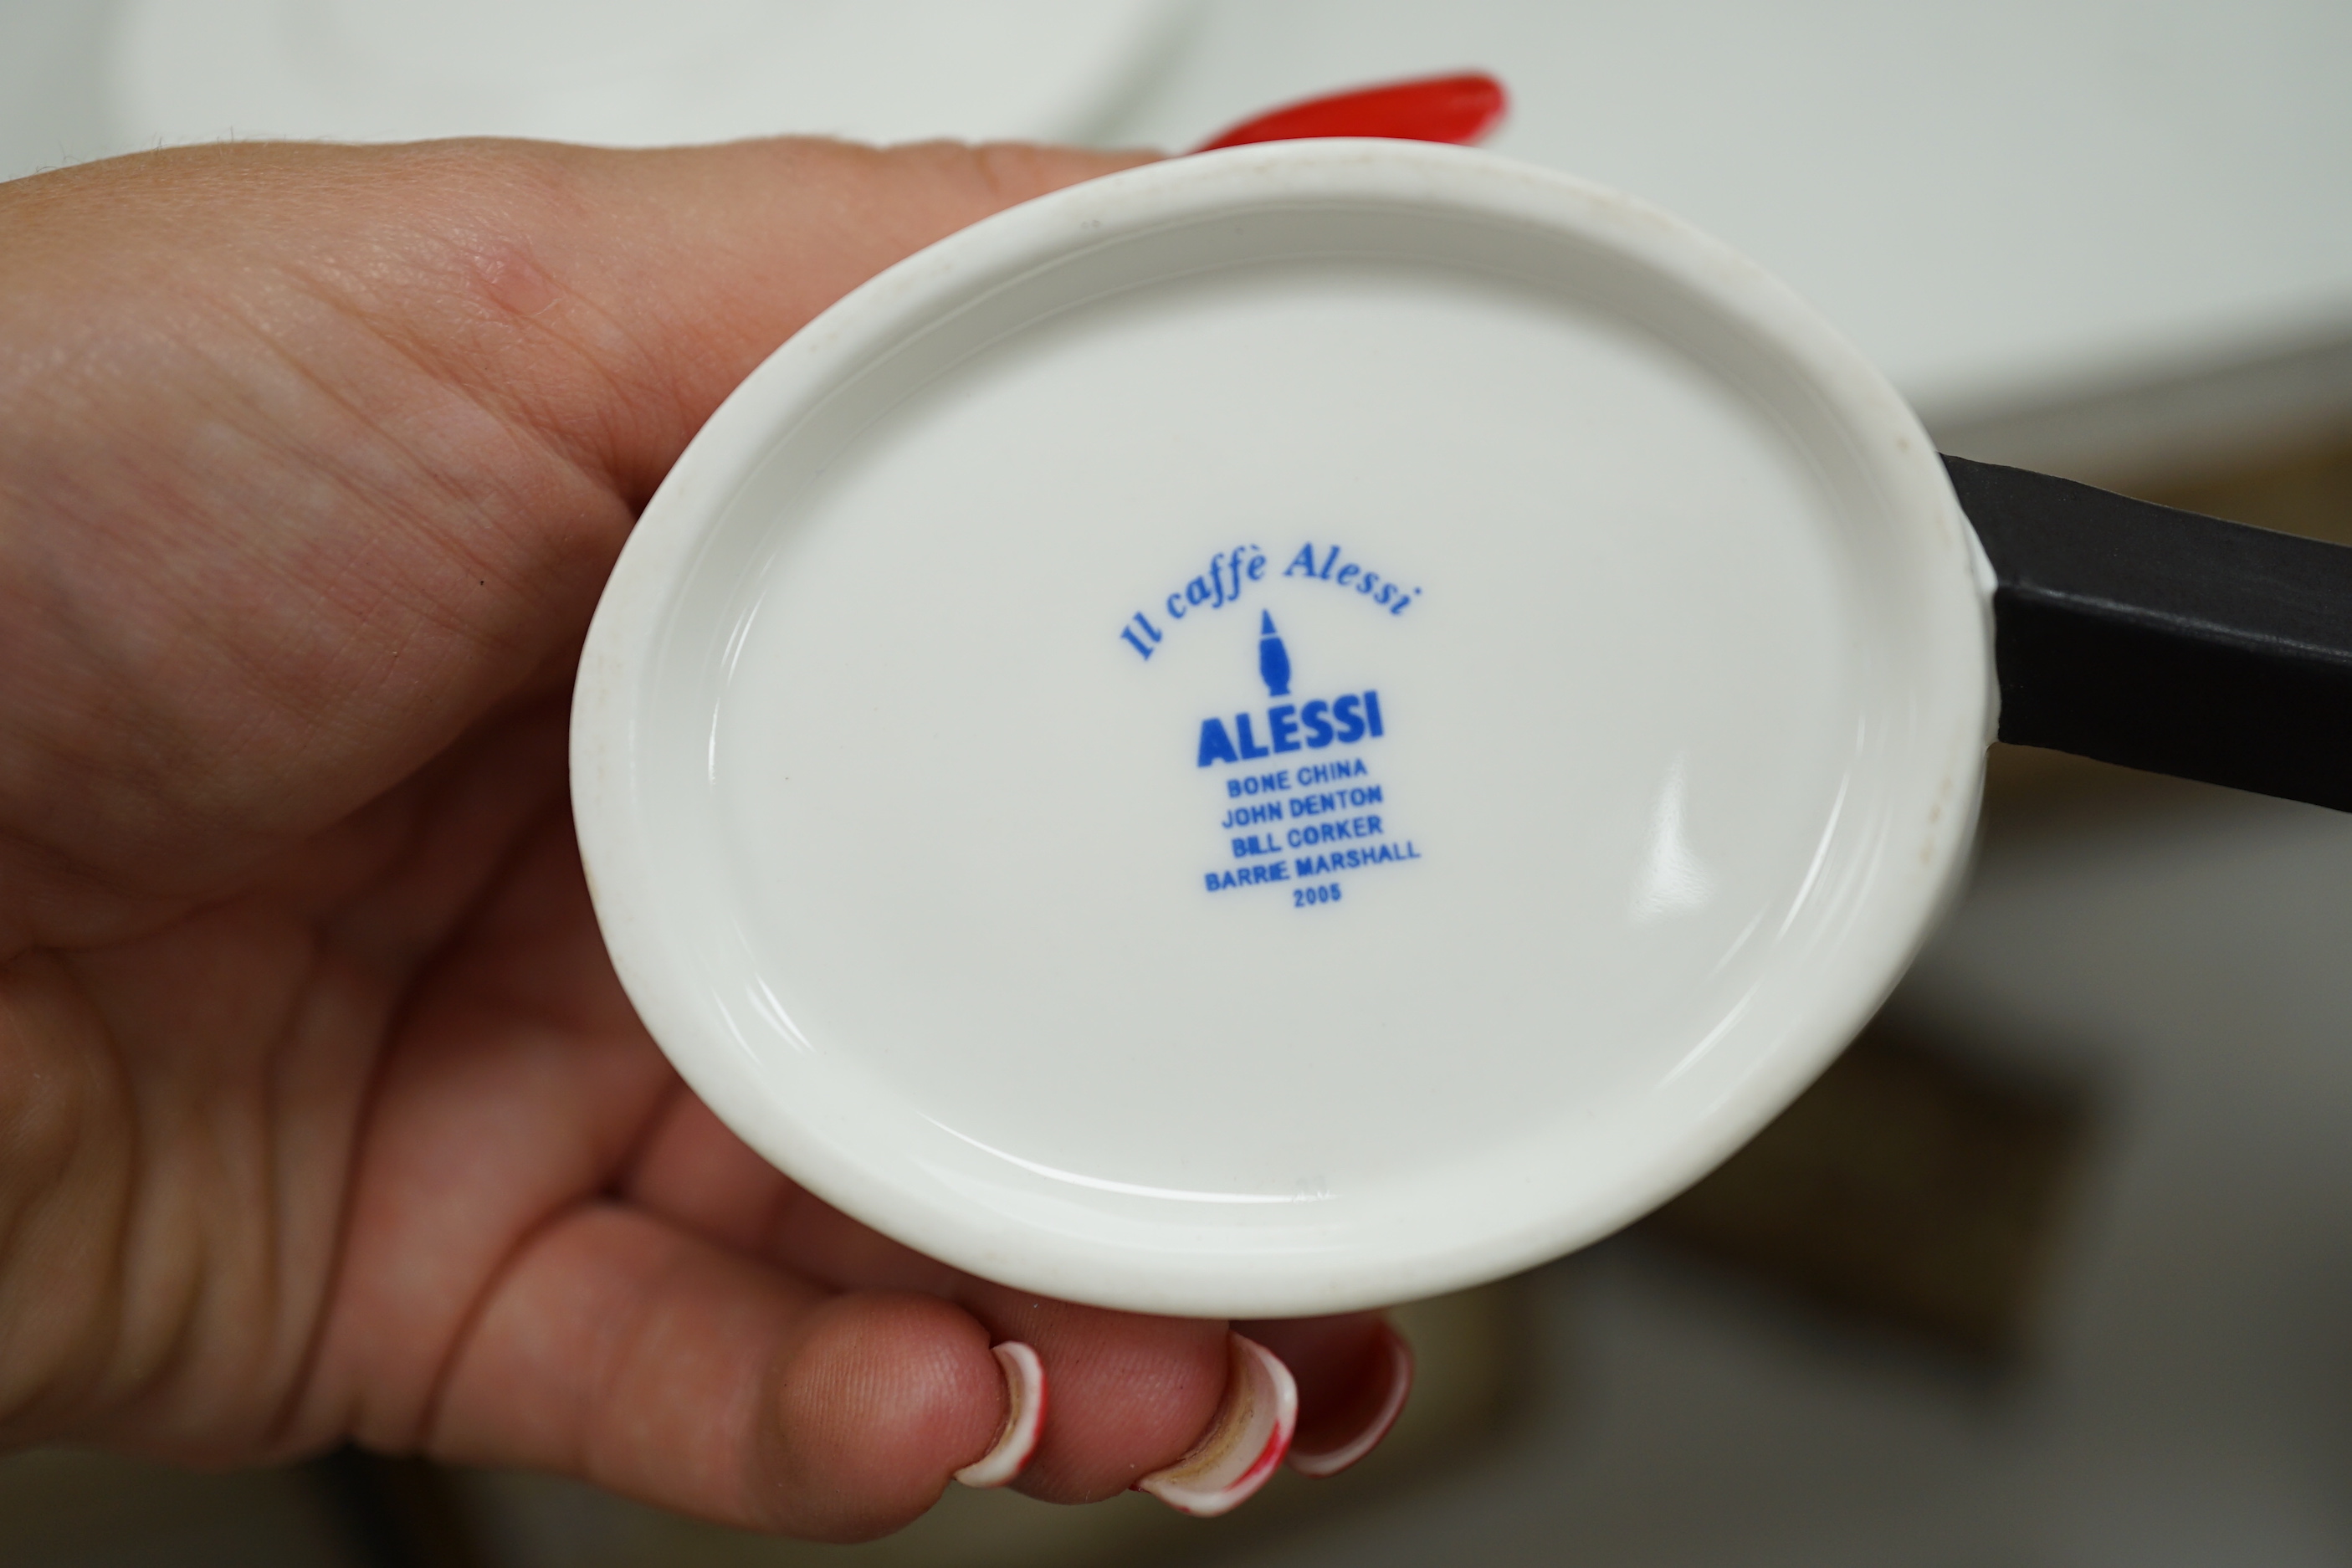 Il caffè Alessi
ALESSI
BONE CHINA
JOHN DENTON
BILL CORKER
BARRIE MARSHALL
2005